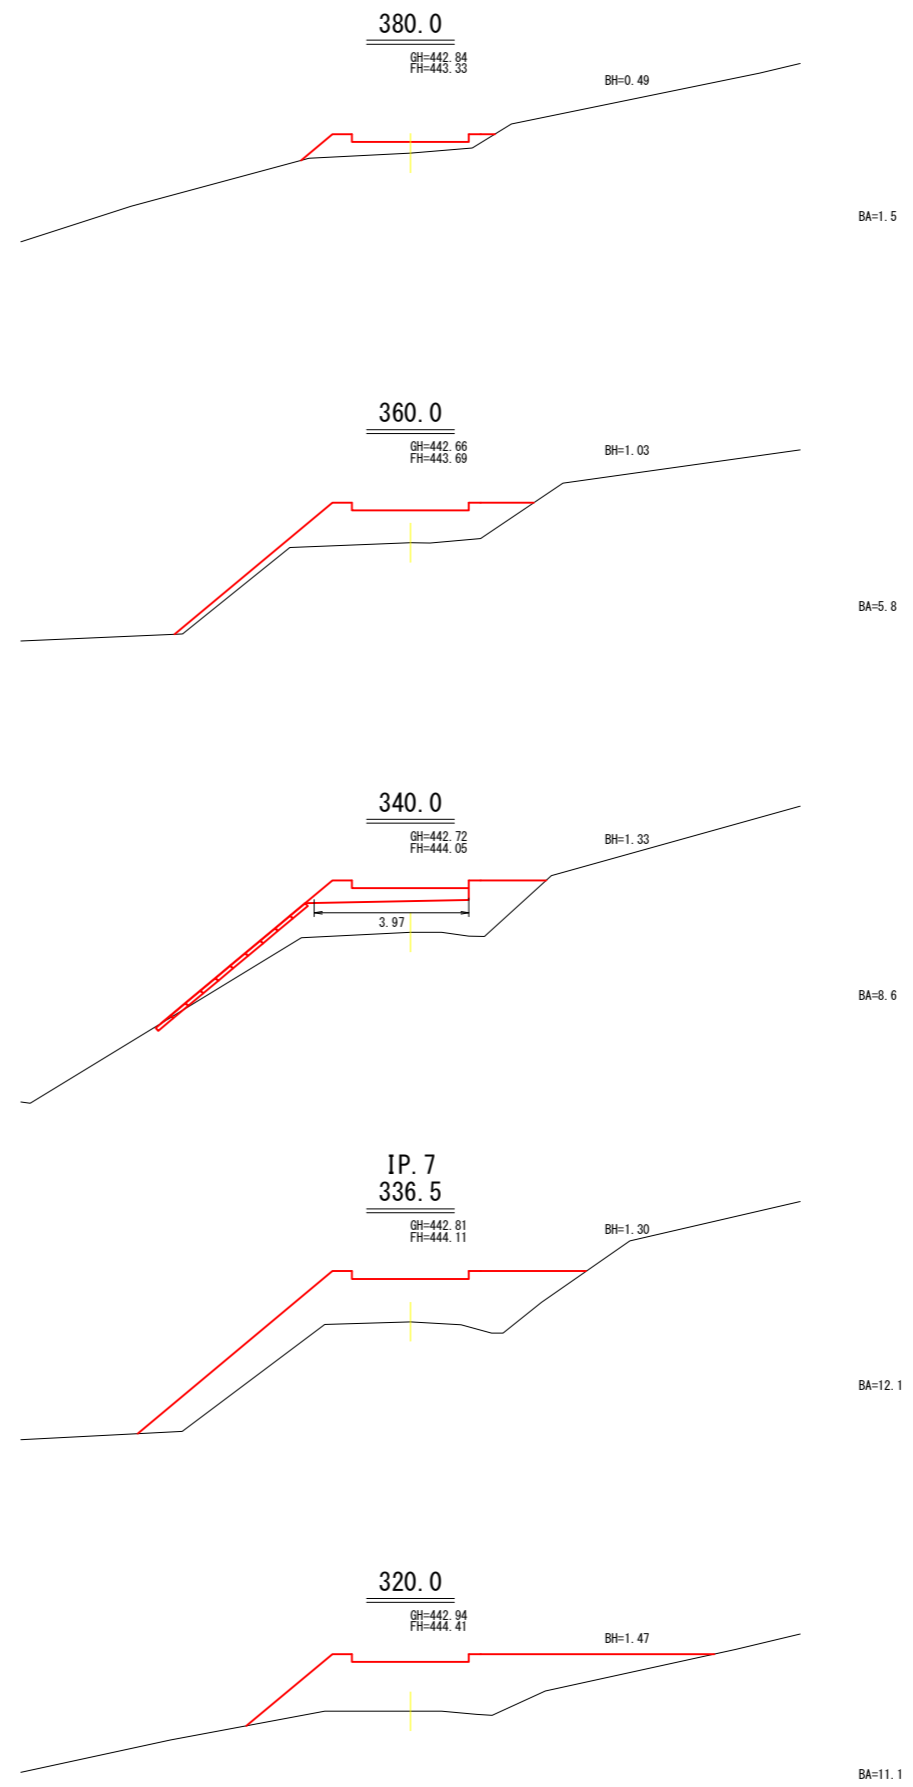 380.0
GH=442.84
FH=443.33
BH=0.49
BA=1.5
360.0
GH=442.66
FH=443.69
BH=1.03
BA=5.8
340.0
GH=442.72
FH=444.05
BH=1.33
3.97
BA=8.6
IP.7
336.5
GH=442.81
FH=444.11
BH=1.30
BA=12.1
320.0
GH=442.94
FH=444.41
BH=1.47
BA=11.1